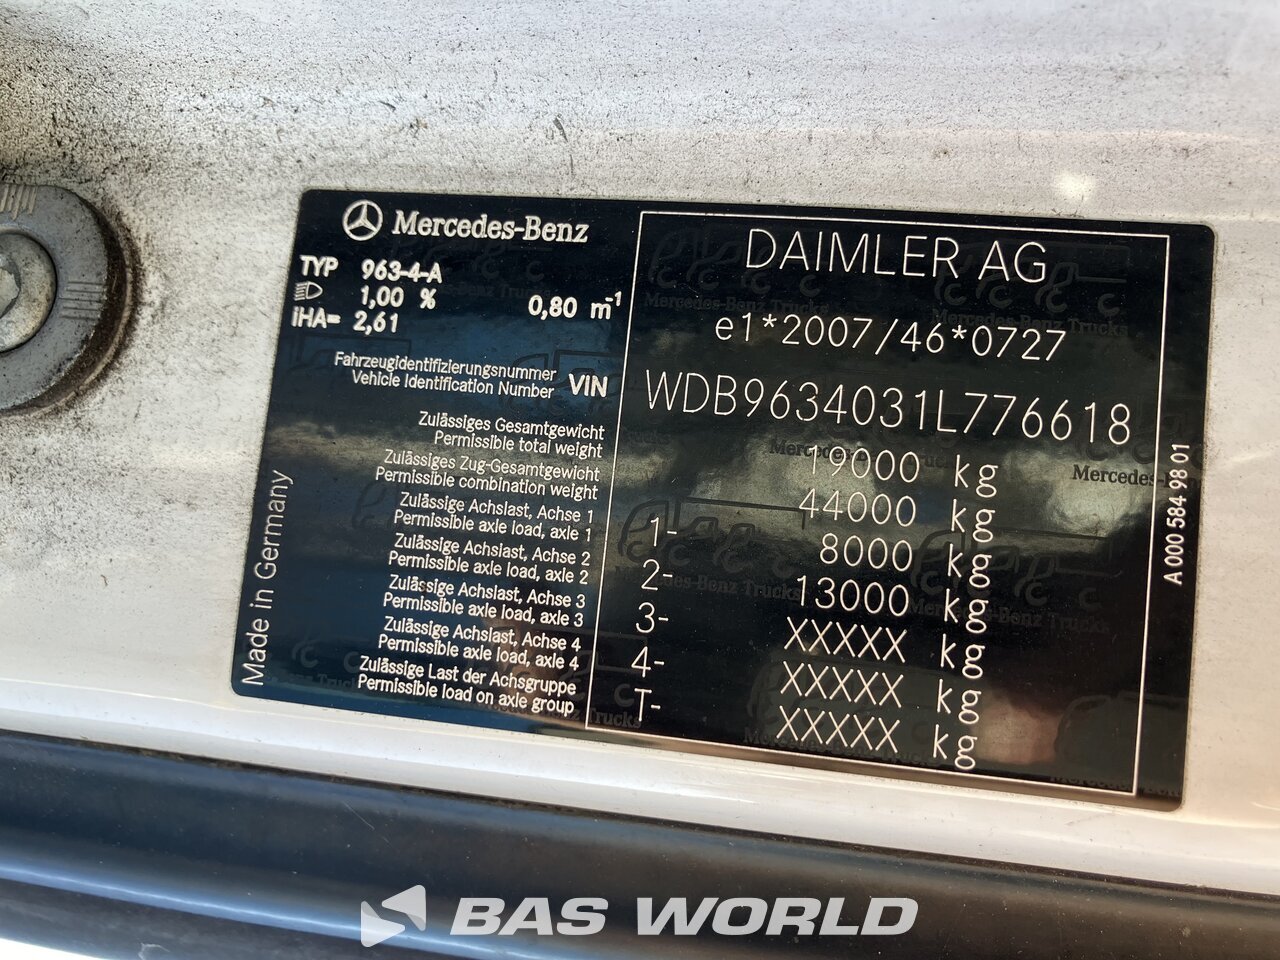 Mercedes-Benz
TYP 963-4-A
1,00 % 0,80 m⁻¹
iHA= 2,61
Fahrzeugidentifizierungsnummer
Vehicle Identification Number VIN
Zulässiges Gesamtgewicht
Permissible total weight
Zulässiges Zug-Gesamtgewicht
Permissible combination weight
Zulässige Achslast, Achse 1
Permissible axle load, axle 1
Zulässige Achslast, Achse 2
Permissible axle load, axle 2
Zulässige Achslast, Achse 3
Permissible axle load, axle 3
Zulässige Achslast, Achse 4
Permissible axle load, axle 4
Zulässige Last der Achsgruppe
Permissible load on axle group
Made in Germany
DAIMLER AG
e1*2007/46*0727
WDB9634031L776618
19000 kg
44000 kg
1- 8000 kg
2- 13000 kg
3- XXXXX kg
4- XXXXX kg
T- XXXXX kg
A 000 584 98 01
Mercedes-Benz Trucks
BAS WORLD